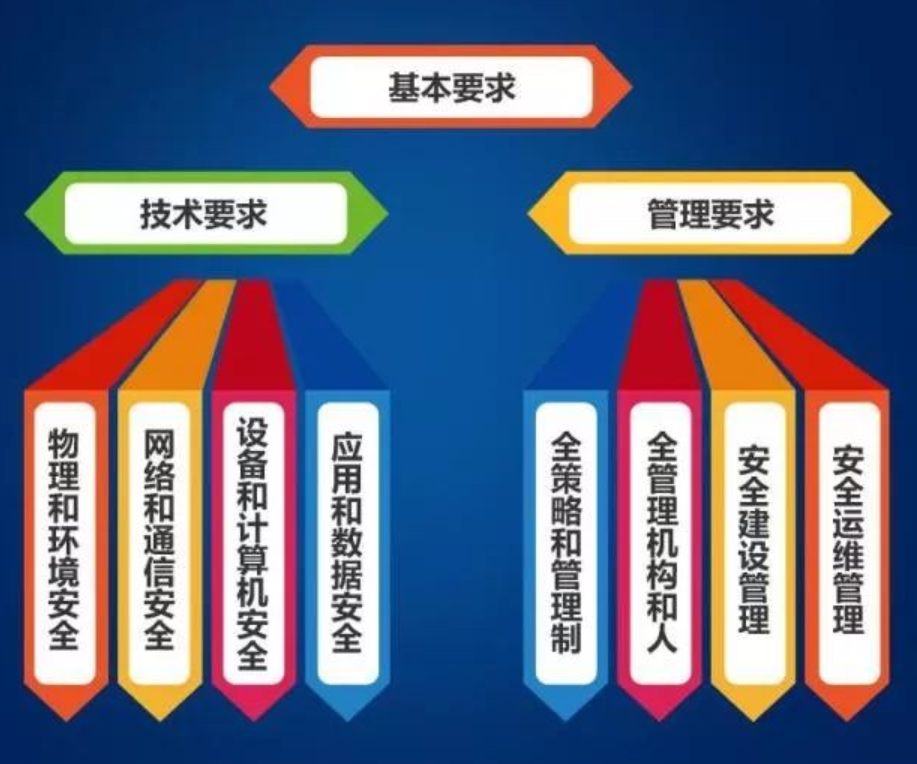 基本要求
技术要求
管理要求
物理和环境安全
网络和通信安全
设备和计算机安全
应用和数据安全
全策略和管理制
全管理机构和人
安全建设管理
安全运维管理